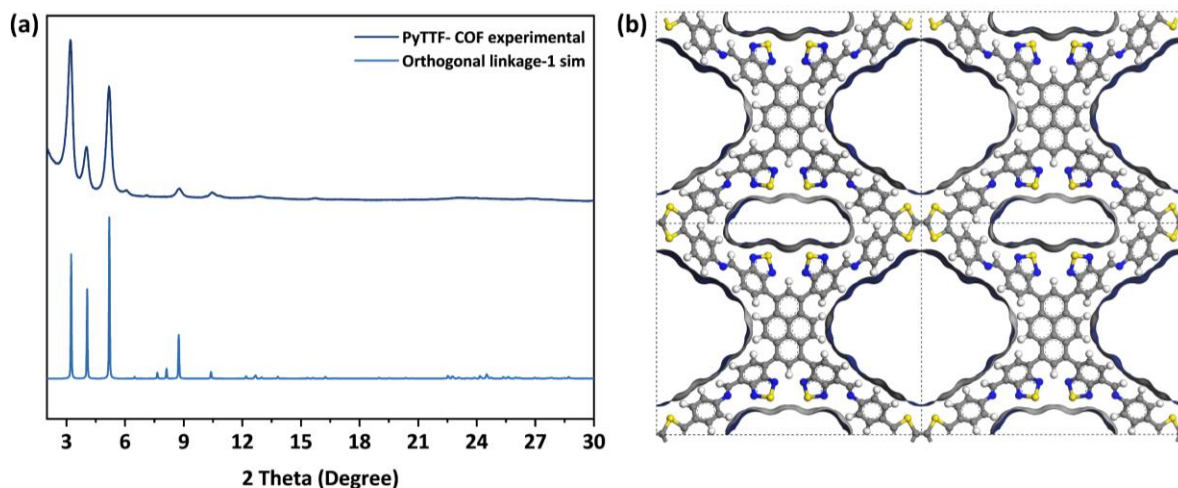 (a)
PyTTF- COF experimental
Orthogonal linkage-1 sim
3 6 9 12 15 18 21 24 27 30
2 Theta (Degree)
(b)